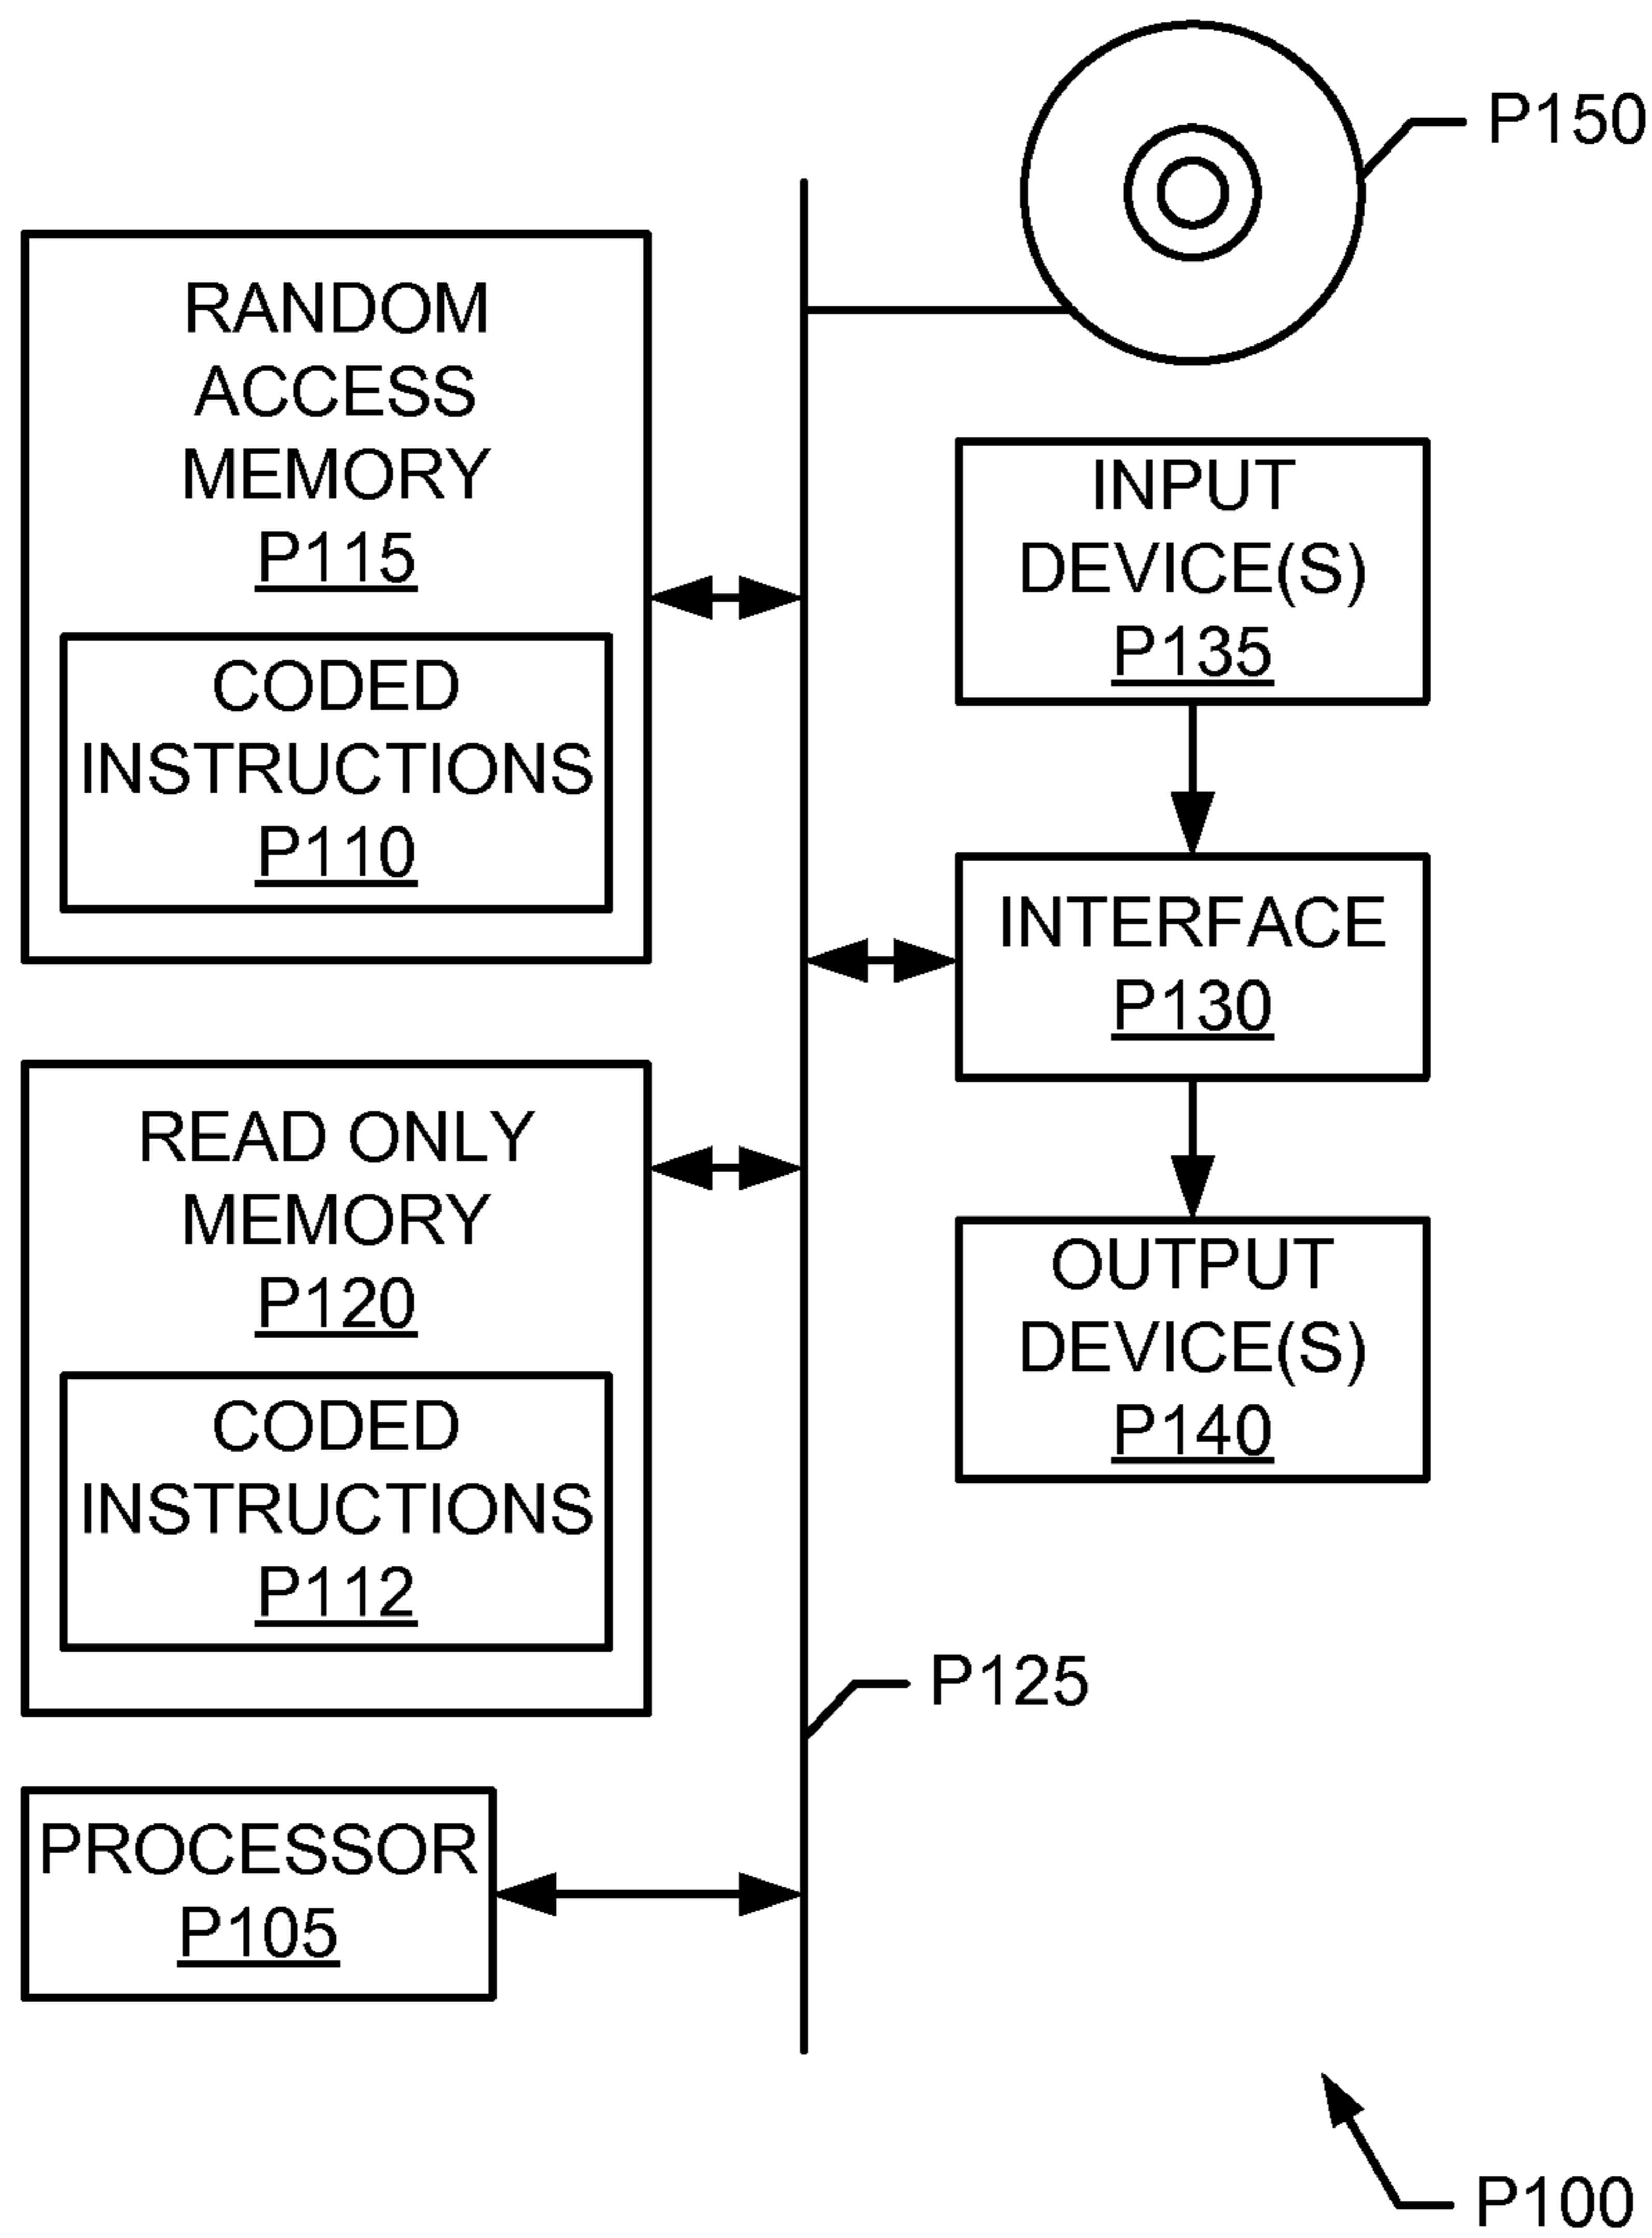 P150
RANDOM
ACCESS
MEMORY
P115
CODED
INSTRUCTIONS
P110
INPUT
DEVICE(S)
P135
INTERFACE
P130
READ ONLY
MEMORY
P120
CODED
INSTRUCTIONS
P112
OUTPUT
DEVICE(S)
P140
P125
PROCESSOR
P105
P100